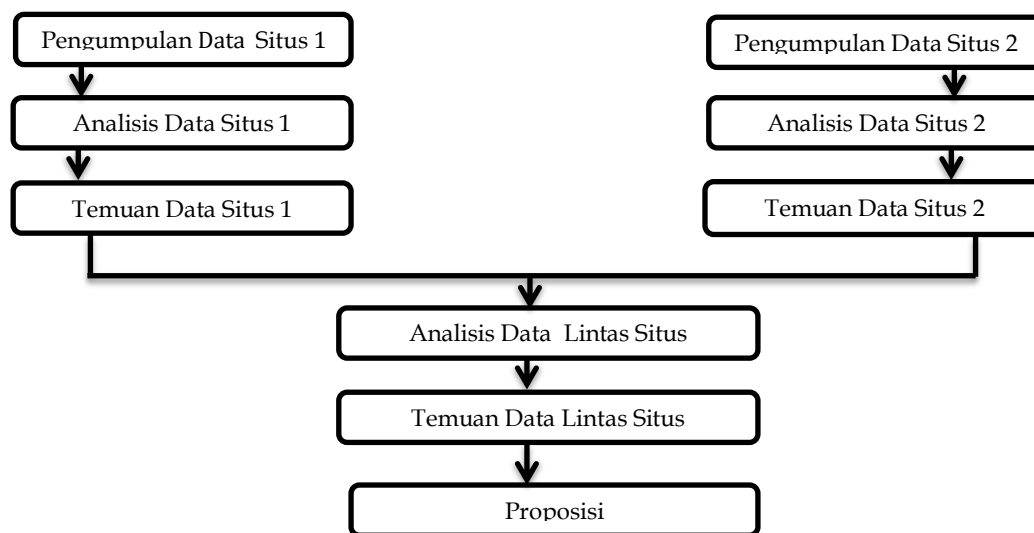 Pengumpulan Data Situs 1
Pengumpulan Data Situs 2
Analisis Data Situs 1
Analisis Data Situs 2
Temuan Data Situs 1
Temuan Data Situs 2
Analisis Data Lintas Situs
Temuan Data Lintas Situs
Proposisi